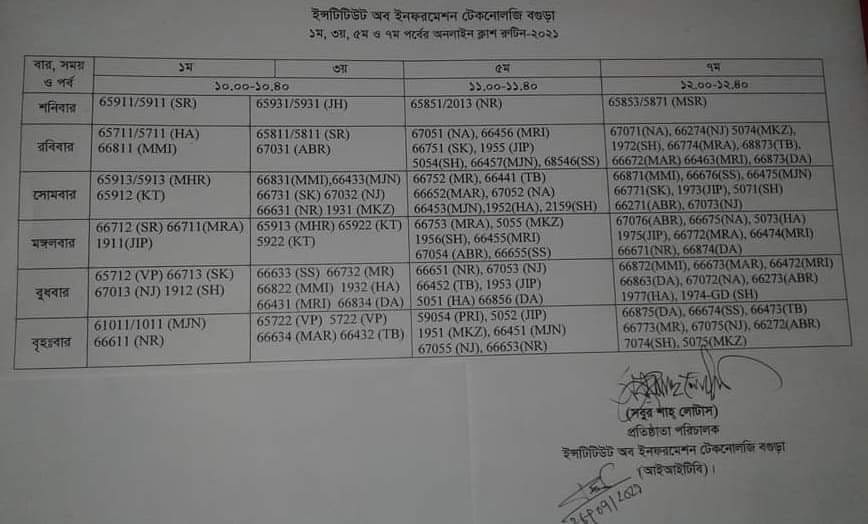 ইন্সটিটিউট অব ইনফরমেশন টেকনোলজি বগুড়া
১ম, ৩য়, ৫ম ও ৭ম পর্বের অনলাইন ক্লাশ রুটিন-২০২১
বার, সময় ও পর্ব ১ম ৩য় ৫ম ৭ম
১০.০০-১০.৪০ ১১.০০-১১.৪০ ১২.০০-১২.৪০
শনিবার 65911/5911 (SR) 65931/5931 (JH) 65851/2013 (NR) 65853/5871 (MSR)
রবিবার
65711/5711 (HA)
66811 (MMI)
65811/5811 (SR)
67031 (ABR)
67051 (NA), 66456 (MRI)
66751 (SK), 1955 (JIP)
5054(SH), 66457(MJN), 68546(SS)
67071(NA), 66274(NJ) 5074(MKZ),
1972(SH), 66774(MRA), 68873(TB),
66672(MAR) 66463(MRI), 66873(DA)
সোমবার
65913/5913 (MHR)
65912 (KT)
66831(MMI),66433(MJN)
66731 (SK) 67032 (NJ)
66631 (NR) 1931 (MKZ)
66752 (MR), 66441 (TB)
66652(MAR), 67052 (NA)
66453(MJN),1952(HA), 2159(SH)
66871(MMI), 66676(SS), 66475(MJN)
66771(SK), 1973(JIP), 5071(SH)
66271(ABR), 67073(NJ)
মঙ্গলবার
66712 (SR) 66711(MRA)
1911(JIP)
65913 (MHR) 65922 (KT)
5922 (KT)
66753 (MRA), 5055 (MKZ)
1956(SH), 66455(MRI)
67054 (ABR), 66655(SS)
67076(ABR), 66675(NA), 5073(HA)
1975(JIP), 66772(MRA), 66474(MRI)
66671(NR), 66874(DA)
বুধবার
65712 (VP) 66713 (SK)
67013 (NJ) 1912 (SH)
66633 (SS) 66732 (MR)
66822 (MMI) 1932 (HA)
66431 (MRI) 66834 (DA)
66651 (NR), 67053 (NJ)
66452 (TB), 1953 (JIP)
5051 (HA) 66856 (DA)
66872(MMI), 66673(MAR), 66472(MRI)
66863(DA), 67072(NA), 66273(ABR)
1977(HA), 1974-GD (SH)
বৃহঃবার
61011/1011 (MJN)
66611 (NR)
65722 (VP) 5722 (VP)
66634 (MAR) 66432 (TB)
59054 (PRI), 5052 (JIP)
1951 (MKZ), 66451 (MJN)
67055 (NJ), 66653(NR)
66875(DA), 66674(SS), 66473(TB)
66773(MR), 67075(NJ), 66272(ABR)
7074(SH), 5075(MKZ)
(সবুর শাহ্ লোটাস)
প্রতিষ্ঠাতা পরিচালক
ইন্সটিটিউট অব ইনফরমেশন টেকনোলজি বগুড়া
(আইআইটিবি)।